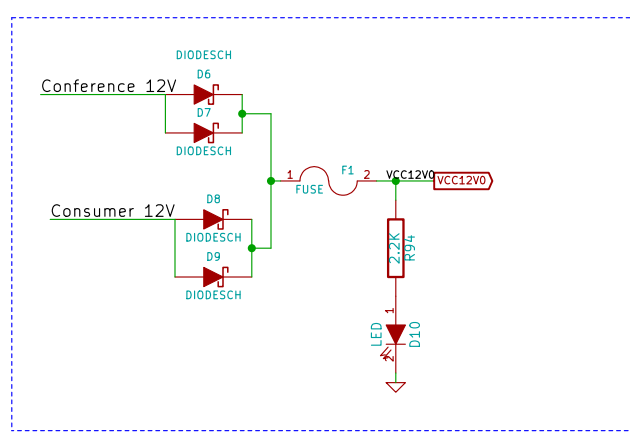 DIODESCH
D6
Conference 12V
D7
DIODESCH
1
F1
2
VCC12V0
VCC12V0
FUSE
D8
Consumer 12V
DIODESCH
D9
DIODESCH
2.2K
R94
1
LED
D10
2